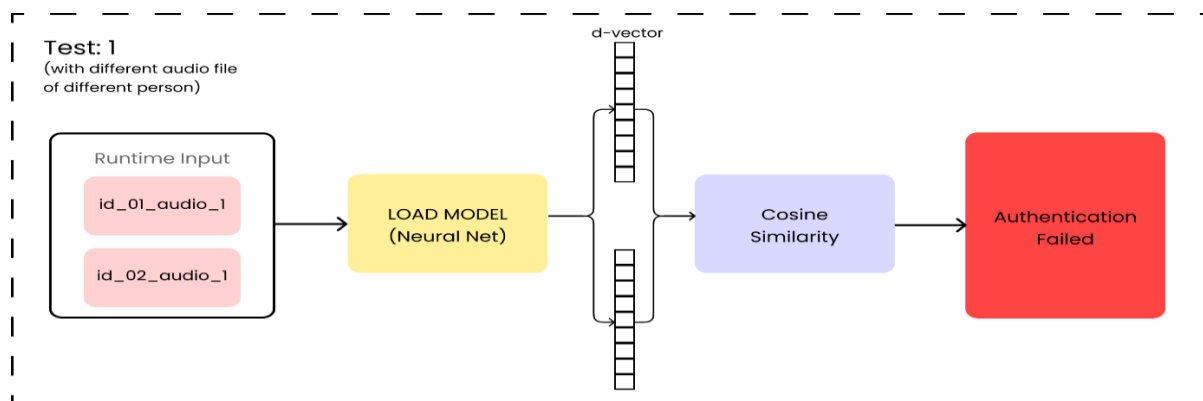 Test: 1
(with different audio file
of different person)
d-vector
Runtime Input
id_01_audio_1
id_02_audio_1
LOAD MODEL
(Neural Net)
Cosine
Similarity
Authentication
Failed